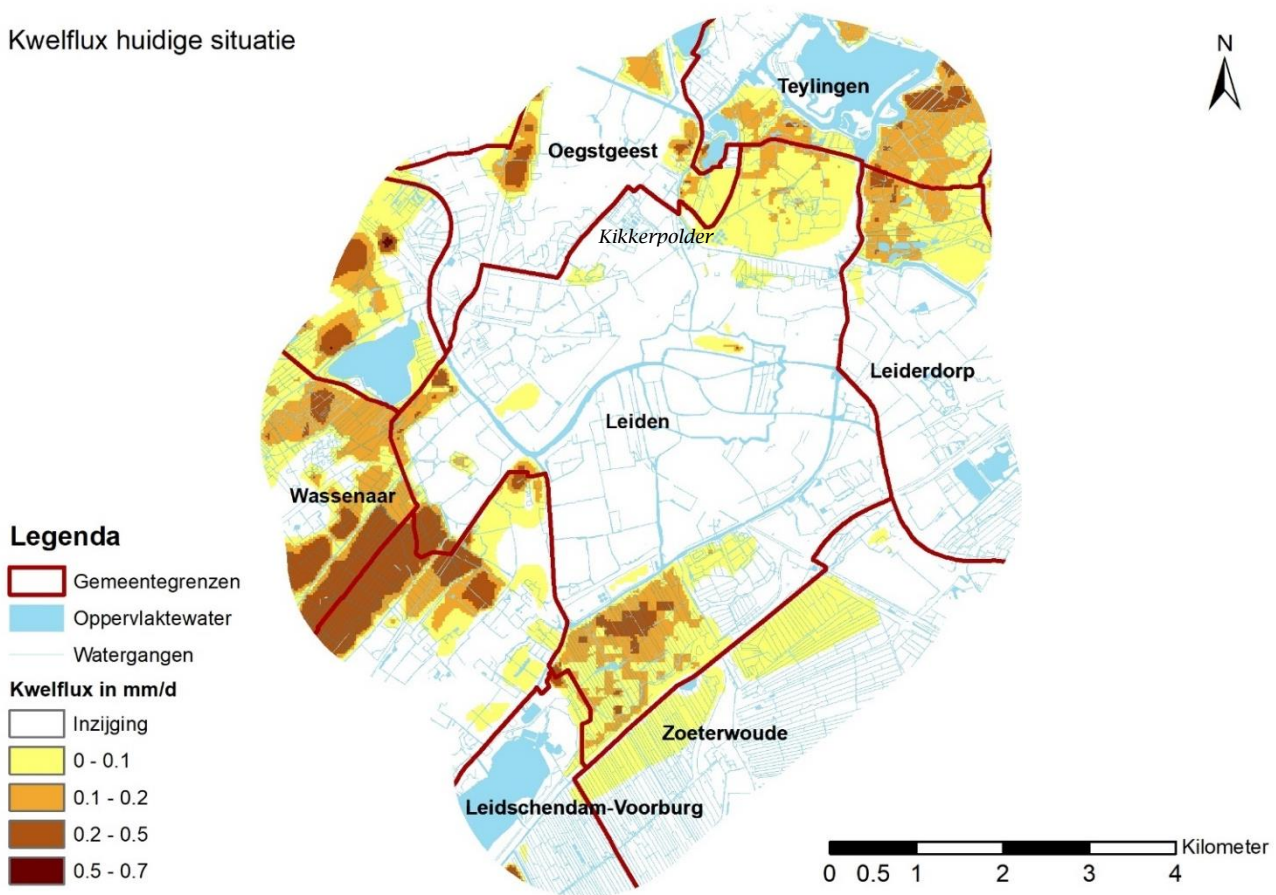 Kwelflux huidige situatie
N
Teylingen
Oegstgeest
Kikkerpolder
Leiderdorp
Leiden
Wassenaar
Zoeterwoude
Leidschendam-Voorburg
Legenda
Gemeentegrenzen
Oppervlaktewater
Watergangen
Kwelflux in mm/d
Inzijging
0 - 0.1
0.1 - 0.2
0.2 - 0.5
0.5 - 0.7
Kilometer
0 0.5 1 2 3 4